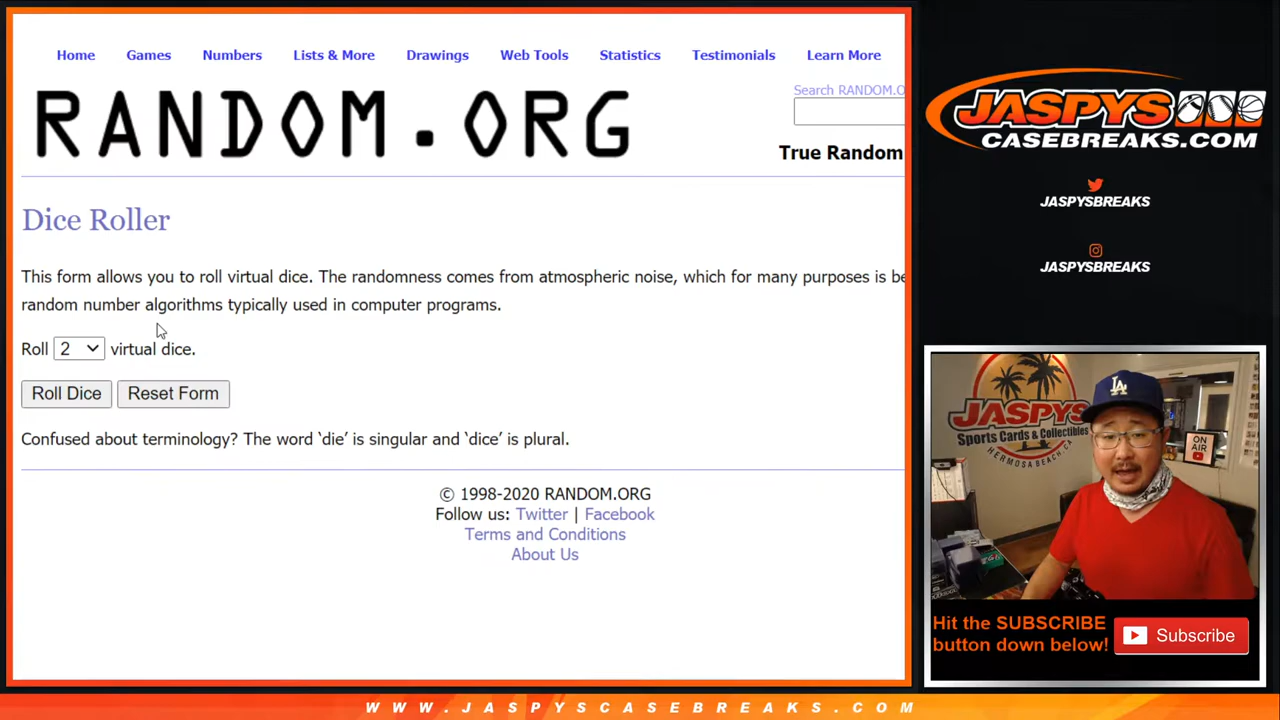 Home Games Numbers Lists & More Drawings Web Tools Statistics Testimonials Learn More
Search RANDOM.O
RANDOM.ORG
True Random
Dice Roller
This form allows you to roll virtual dice. The randomness comes from atmospheric noise, which for many purposes is be
random number algorithms typically used in computer programs.
Roll 2 virtual dice.
Roll Dice Reset Form
Confused about terminology? The word ‘die’ is singular and ‘dice’ is plural.
© 1998-2020 RANDOM.ORG
Follow us: Twitter | Facebook
Terms and Conditions
About Us
JASPYS
CASEBREAKS.COM
JASPYSBREAKS
JASPYSBREAKS
JASPYS
Sports Cards & Collectibles
HERMOSA BEACH, CA
LA
ON AIR
Hit the SUBSCRIBE
button down below!
Subscribe
WWW.JASPYSCASEBREAKS.COM